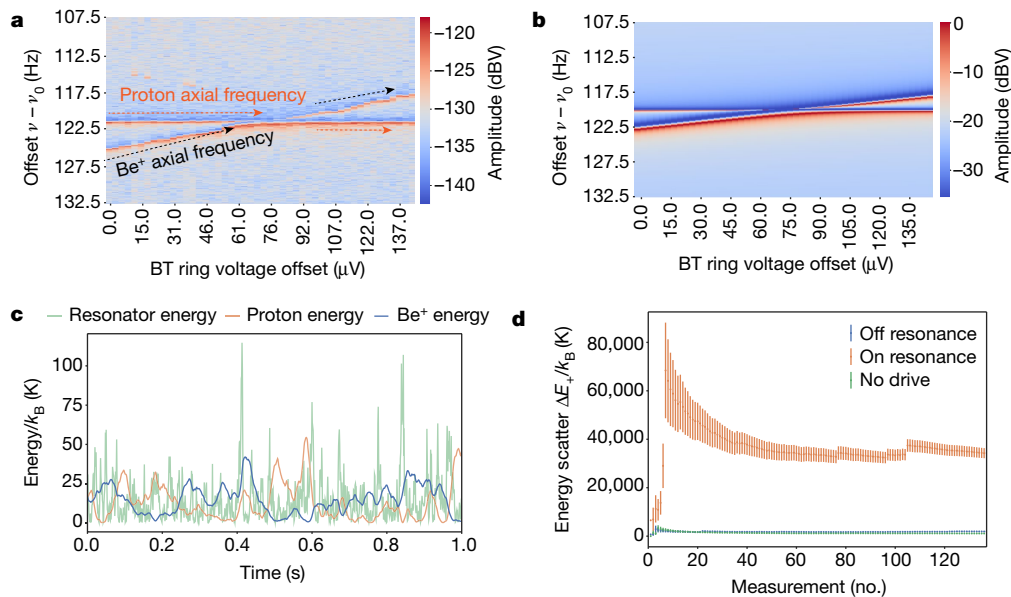 a
107.5
112.5
117.5
122.5
127.5
132.5
Offset ν − ν0 (Hz)
Proton axial frequency
Be+ axial frequency
0.0 15.0 31.0 46.0 61.0 76.0 92.0 107.0 122.0 137.0
BT ring voltage offset (μV)
−120
−125
−130
−135
−140
Amplitude (dBV)
b
107.5
112.5
117.5
122.5
127.5
132.5
Offset ν − ν0 (Hz)
0.0 15.0 30.0 45.0 60.0 75.0 90.0 105.0 120.0 135.0
BT ring voltage offset (μV)
0
−10
−20
−30
Amplitude (dBV)
c
Resonator energy Proton energy Be+ energy
100
75
50
25
0
Energy/kB (K)
0.0 0.2 0.4 0.6 0.8 1.0
Time (s)
d
Off resonance
On resonance
No drive
80,000
60,000
40,000
20,000
0
Energy scatter ΔE+/kB (K)
0 20 40 60 80 100 120
Measurement (no.)